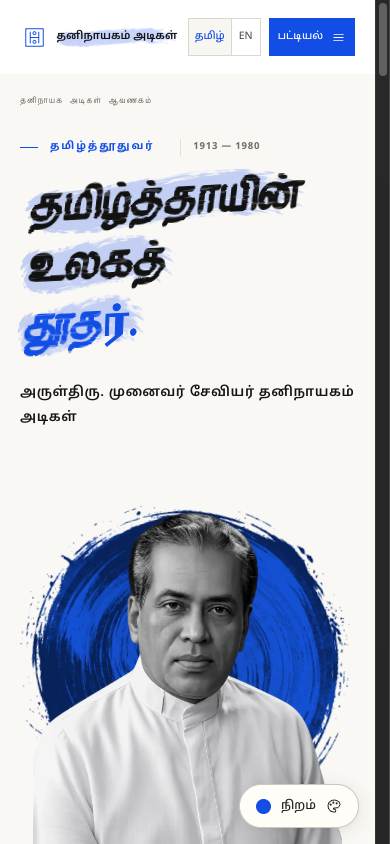 தனிநாயகம் அடிகள்
தமிழ்
EN
பட்டியல்
தனிநாயக அடிகள் ஆவணகம்
தமிழ்த்தூதுவர்
1913 — 1980
தமிழ்த்தாயின்
உலகத்
தூதர்.
அருள்திரு. முனைவர் சேவியர் தனிநாயகம்
அடிகள்
நிறம்